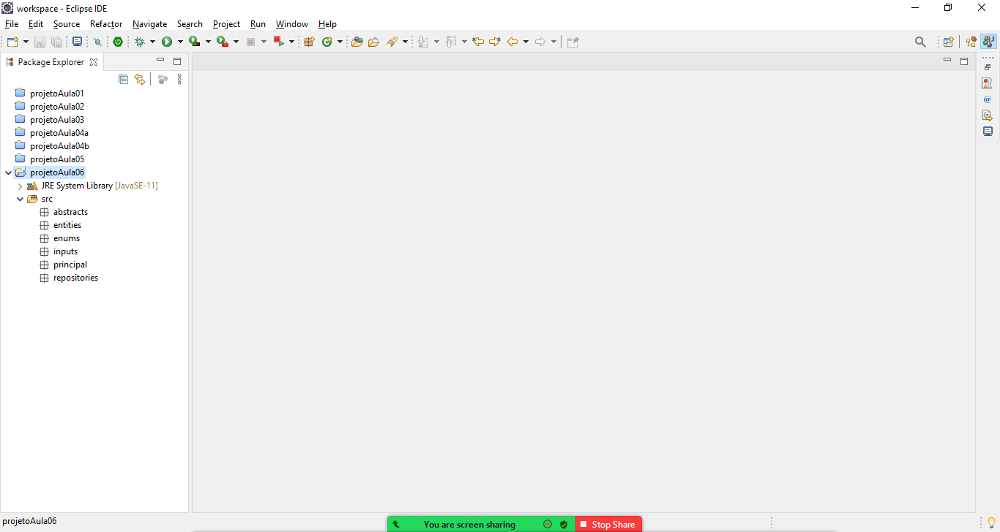 workspace - Eclipse IDE
File Edit Source Refactor Navigate Search Project Run Window Help
Package Explorer
projetoAula01
projetoAula02
projetoAula03
projetoAula04a
projetoAula04b
projetoAula05
projetoAula06
JRE System Library [JavaSE-11]
src
abstracts
entities
enums
inputs
principal
repositories
projetoAula06
You are screen sharing
Stop Share